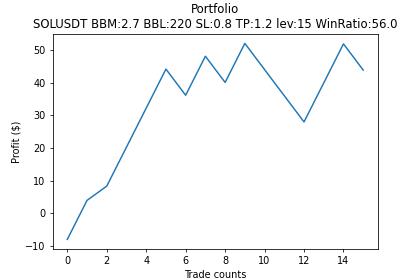 Portfolio
SOLUSDT BBM:2.7 BBL:220 SL:0.8 TP:1.2 lev:15 WinRatio:56.0
Profit ($)
50
40
30
20
10
0
−10
0 2 4 6 8 10 12 14
Trade counts